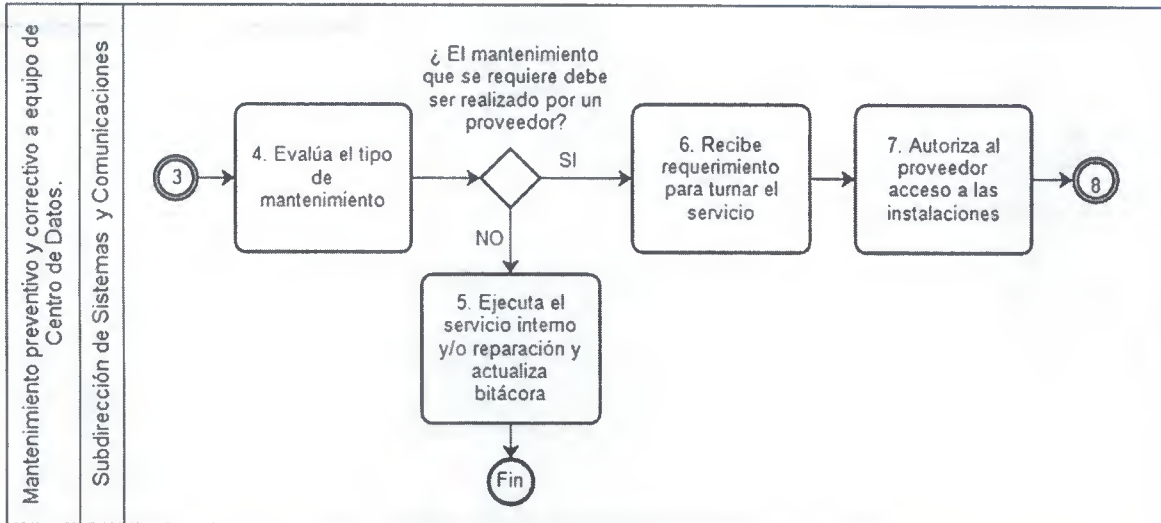 Mantenimiento preventivo y correctivo a equipo de
Centro de Datos.
Subdirección de Sistemas y Comunicaciones
3
4. Evalúa el tipo
de
mantenimiento
¿ El mantenimiento
que se requiere debe
ser realizado por un
proveedor?
SI
NO
5. Ejecuta el
servicio interno
y/o reparación y
actualiza
bitácora
Fin
6. Recibe
requerimiento
para turnar el
servicio
7. Autoriza al
proveedor
acceso a las
instalaciones
8